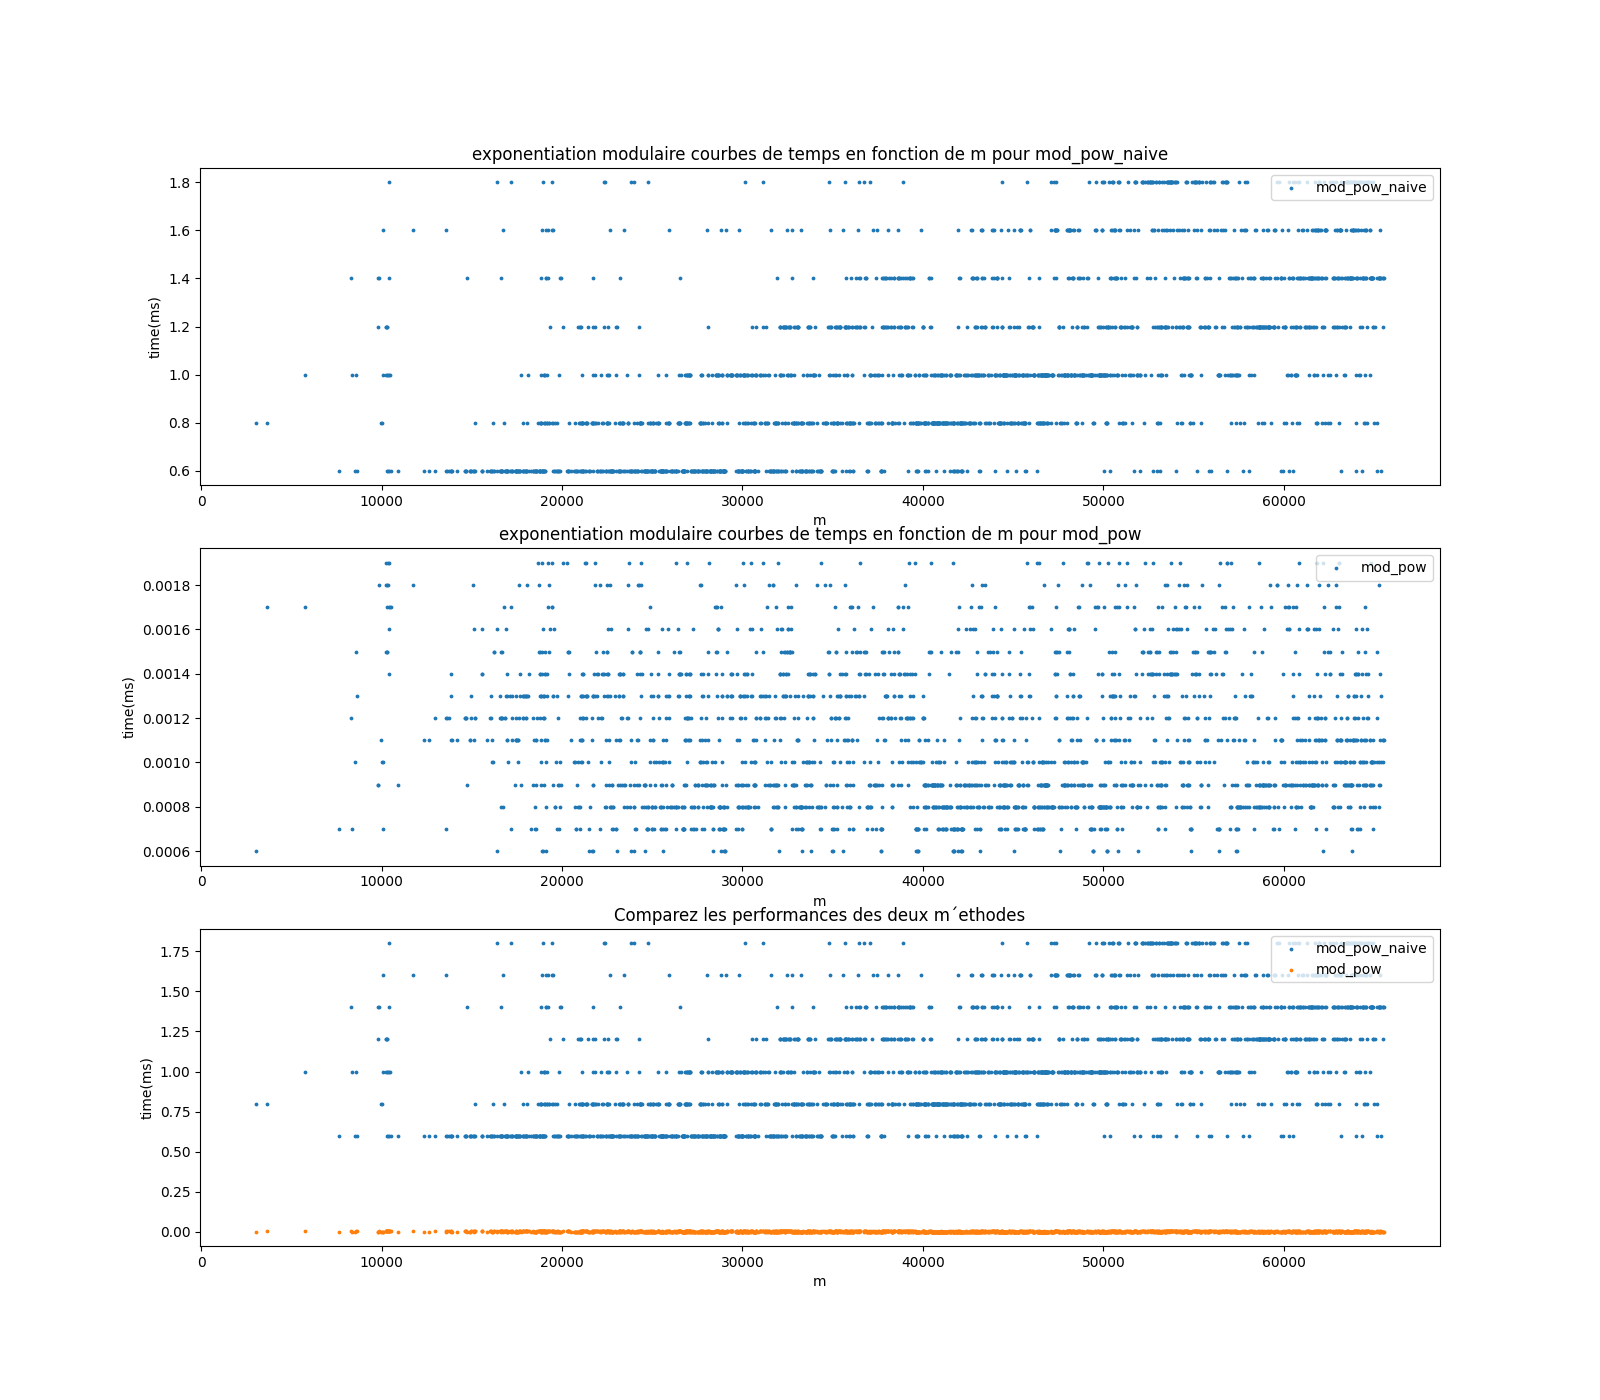 exponentiation modulaire courbes de temps en fonction de m pour mod_pow_naive
1.8
1.6
1.4
1.2
1.0
0.8
0.6
time(ms)
mod_pow_naive
0 10000 20000 30000 40000 50000 60000
m
exponentiation modulaire courbes de temps en fonction de m pour mod_pow
0.0018
0.0016
0.0014
0.0012
0.0010
0.0008
0.0006
time(ms)
mod_pow
0 10000 20000 30000 40000 50000 60000
m
Comparez les performances des deux m´ethodes
1.75
1.50
1.25
1.00
0.75
0.50
0.25
0.00
time(ms)
mod_pow_naive
mod_pow
0 10000 20000 30000 40000 50000 60000
m